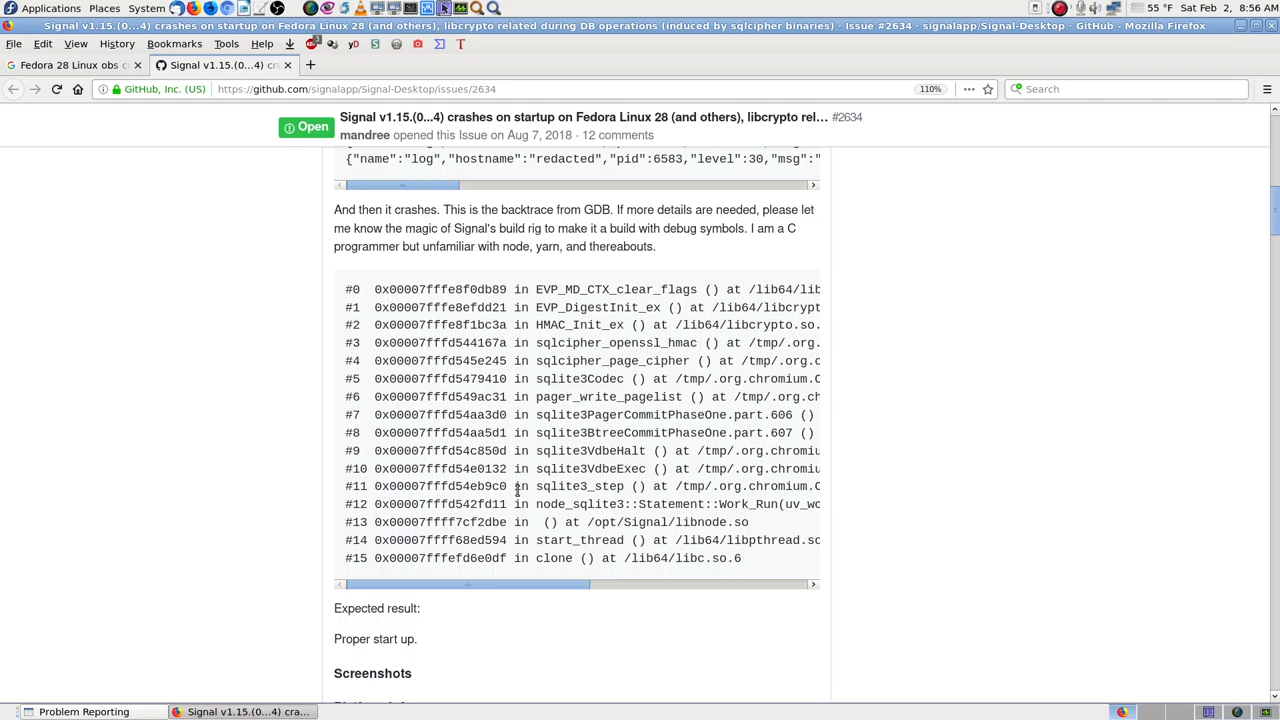 Applications Places System 55 °F Sat Feb 2, 8:56 AM
Signal v1.15.(0...4) crashes on startup on Fedora Linux 28 (and others), libcrypto related during DB operations (induced by sqlcipher binaries) · Issue #2634 · signalapp/Signal-Desktop · GitHub - Mozilla Firefox
File Edit View History Bookmarks Tools Help
Fedora 28 Linux obs c
Signal v1.15.(0...4) cr
GitHub, Inc. (US) https://github.com/signalapp/Signal-Desktop/issues/2634 110% Search
Open
Signal v1.15.(0...4) crashes on startup on Fedora Linux 28 (and others), libcrypto rel... #2634
mandree opened this Issue on Aug 7, 2018 · 12 comments
{"name":"log","hostname":"redacted","pid":6583,"level":30,"msg":"
And then it crashes. This is the backtrace from GDB. If more details are needed, please let
me know the magic of Signal's build rig to make it a build with debug symbols. I am a C
programmer but unfamiliar with node, yarn, and thereabouts.
#0 0x00007fffe8f0db89 in EVP_MD_CTX_clear_flags () at /lib64/lib
#1 0x00007fffe8efdd21 in EVP_DigestInit_ex () at /lib64/libcrypt
#2 0x00007fffe8f1bc3a in HMAC_Init_ex () at /lib64/libcrypto.so.
#3 0x00007fffd544167a in sqlcipher_openssl_hmac () at /tmp/.org.
#4 0x00007fffd545e245 in sqlcipher_page_cipher () at /tmp/.org.c
#5 0x00007fffd5479410 in sqlite3Codec () at /tmp/.org.chromium.C
#6 0x00007fffd549ac31 in pager_write_pagelist () at /tmp/.org.ch
#7 0x00007fffd54aa3d0 in sqlite3PagerCommitPhaseOne.part.606 ()
#8 0x00007fffd54aa5d1 in sqlite3BtreeCommitPhaseOne.part.607 ()
#9 0x00007fffd54c850d in sqlite3VdbeHalt () at /tmp/.org.chromiu
#10 0x00007fffd54e0132 in sqlite3VdbeExec () at /tmp/.org.chromiu
#11 0x00007fffd54eb9c0 in sqlite3_step () at /tmp/.org.chromium.C
#12 0x00007fffd542fd11 in node_sqlite3::Statement::Work_Run(uv_wo
#13 0x00007ffff7cf2dbe in () at /opt/Signal/libnode.so
#14 0x00007ffff68ed594 in start_thread () at /lib64/libpthread.so
#15 0x00007fffefd6e0df in clone () at /lib64/libc.so.6
Expected result:
Proper start up.
Screenshots
Problem Reporting
Signal v1.15.(0...4) cra...